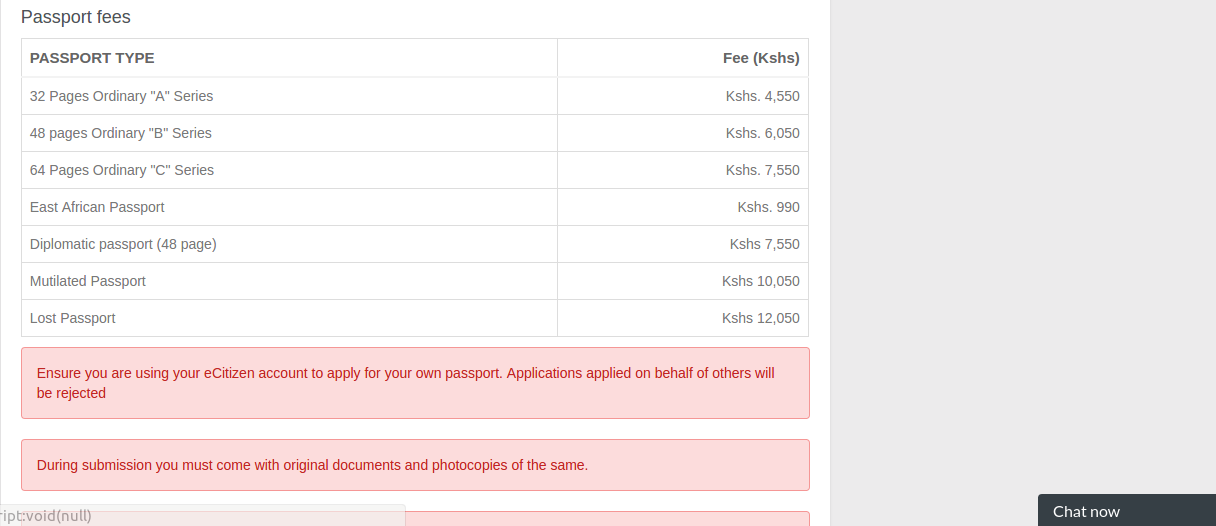 Passport fees
PASSPORT TYPE Fee (Kshs)
32 Pages Ordinary "A" Series Kshs. 4,550
48 pages Ordinary "B" Series Kshs. 6,050
64 Pages Ordinary "C" Series Kshs. 7,550
East African Passport Kshs. 990
Diplomatic passport (48 page) Kshs 7,550
Mutilated Passport Kshs 10,050
Lost Passport Kshs 12,050
Ensure you are using your eCitizen account to apply for your own passport. Applications applied on behalf of others will
be rejected
During submission you must come with original documents and photocopies of the same.
ript:void(null)
Chat now